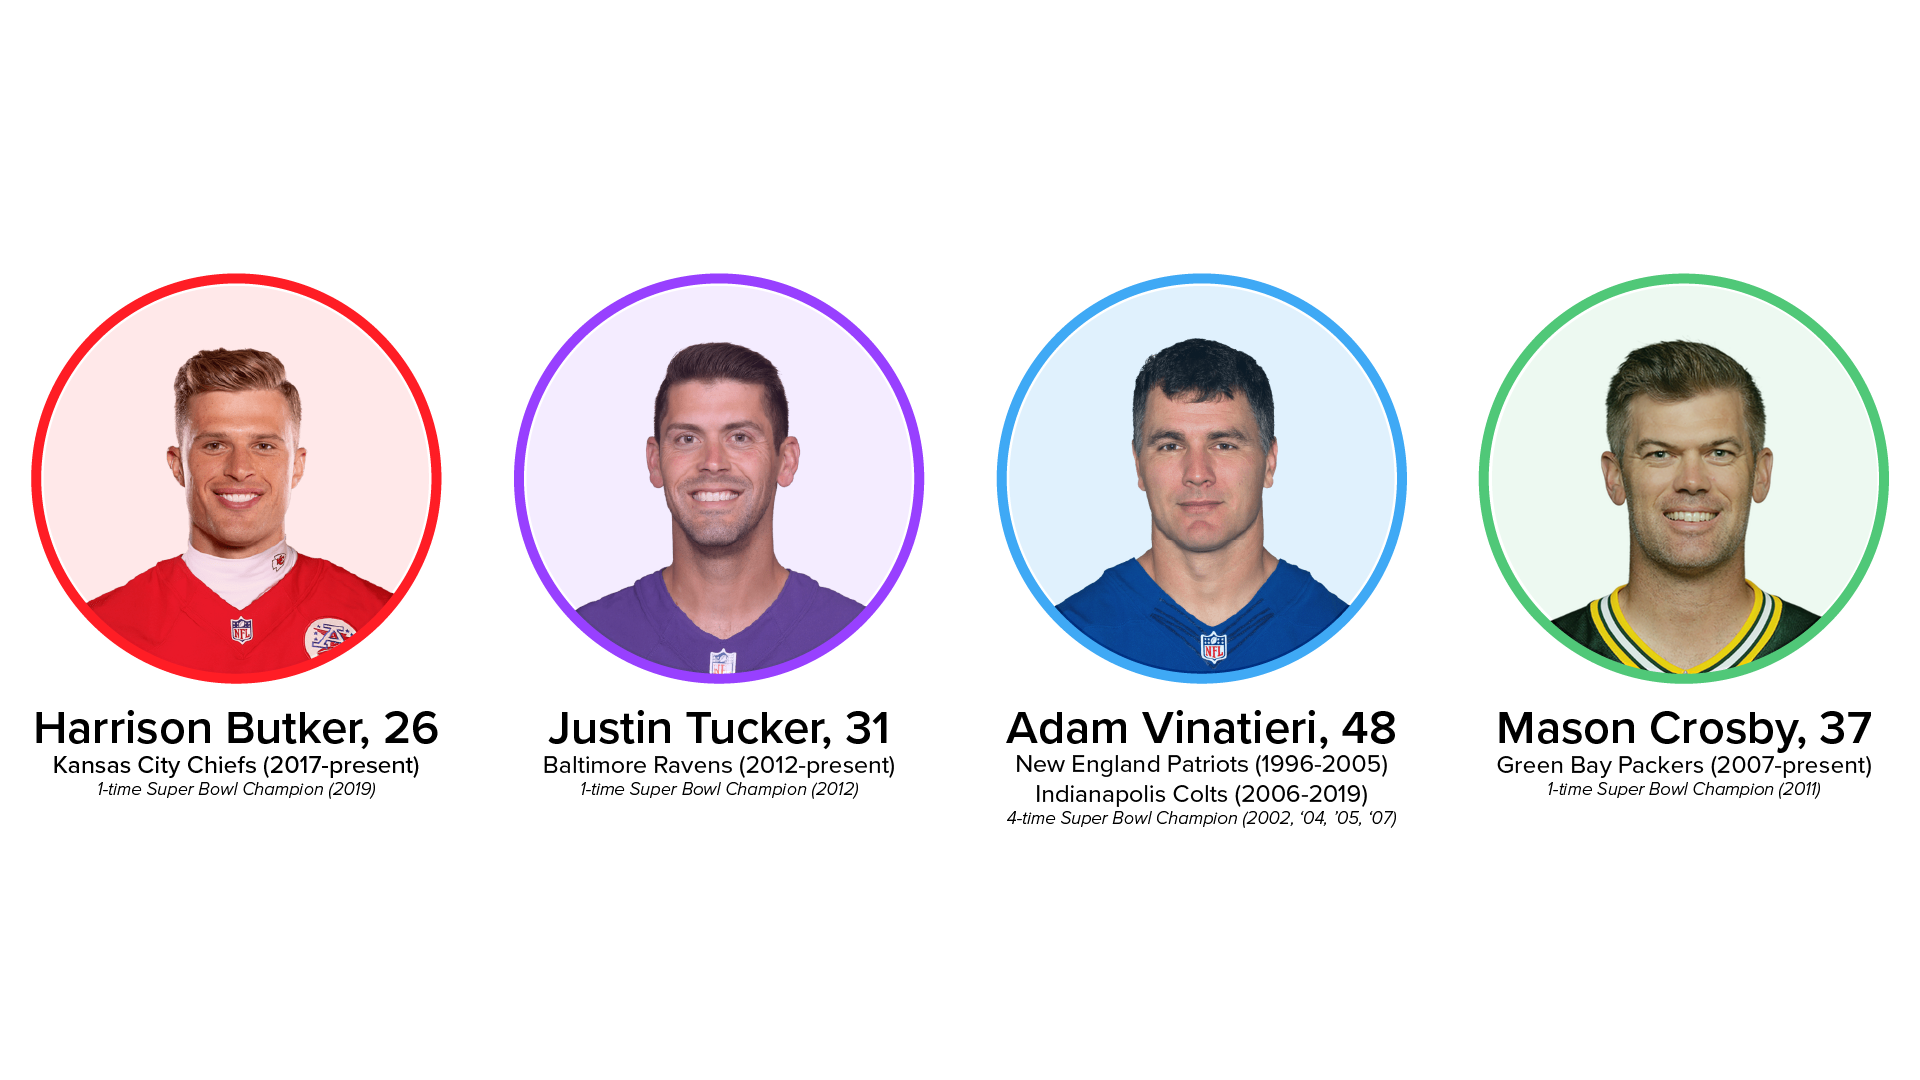 Harrison Butker, 26
Kansas City Chiefs (2017-present)
1-time Super Bowl Champion (2019)
Justin Tucker, 31
Baltimore Ravens (2012-present)
1-time Super Bowl Champion (2012)
Adam Vinatieri, 48
New England Patriots (1996-2005)
Indianapolis Colts (2006-2019)
4-time Super Bowl Champion (2002, ‘04, ’05, ‘07)
Mason Crosby, 37
Green Bay Packers (2007-present)
1-time Super Bowl Champion (2011)
NFL
NFL